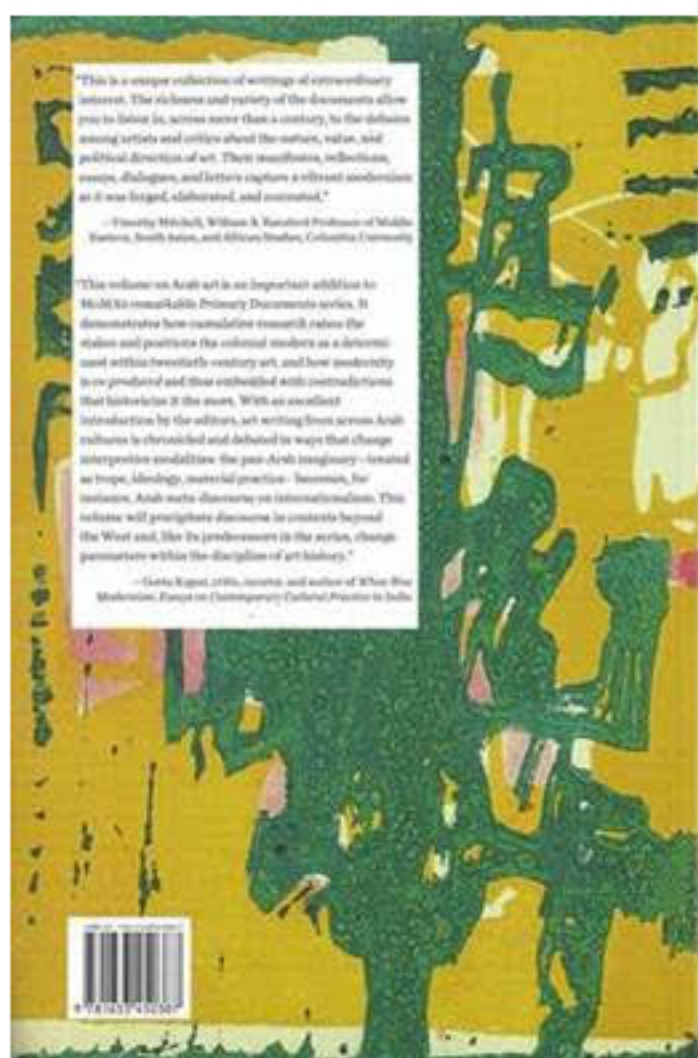 "This is a unique collection of writings of extraordinary
interest. The richness and variety of the documents allow
you to listen in, across more than a century, to the debates
among artists and critics about the nature, value, and
political direction of art. Their manifestos, reflections,
essays, dialogues, and letters capture a vibrant modernism
as it was forged, elaborated, and contested."
—Timothy Mitchell, William B. Ransford Professor of Middle
Eastern, South Asian, and African Studies, Columbia University
"This volume on Arab art is an important addition to
MoMA's remarkable Primary Documents series. It
demonstrates how cumulative research raises the
stakes and positions the colonial modern as a determi-
nant within twentieth-century art, and how modernity
is co-produced and thus embedded with contradictions
that historicize it the more. With an excellent
introduction by the editors, art writing from across Arab
cultures is chronicled and debated in ways that change
interpretive modalities: the pan-Arab imaginary—treated
as trope, ideology, material practice—becomes, for
instance, Arab meta-discourse on internationalism. This
volume will precipitate discourse in contexts beyond
the West and, like its predecessors in the series, change
parameters within the discipline of art history."
—Geeta Kapur, critic, curator, and author of When Was
Modernism: Essays on Contemporary Cultural Practice in India